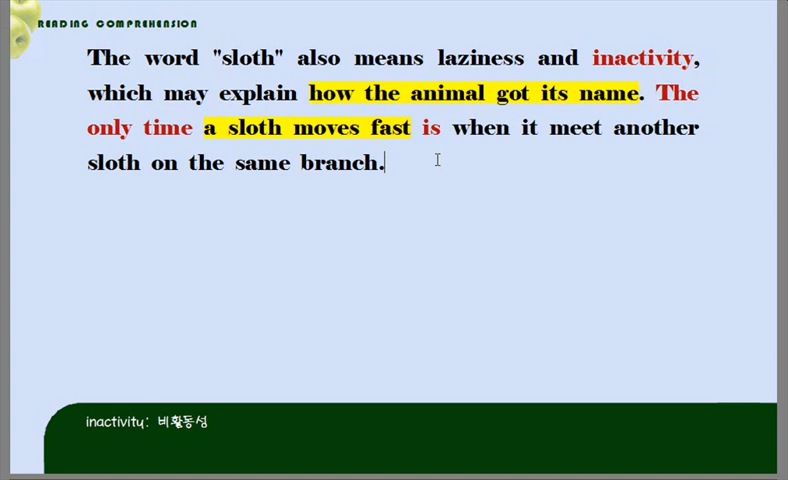 READING COMPREHENSION
The word "sloth" also means laziness and inactivity,
which may explain how the animal got its name. The
only time a sloth moves fast is when it meet another
sloth on the same branch.
inactivity: 비활동성